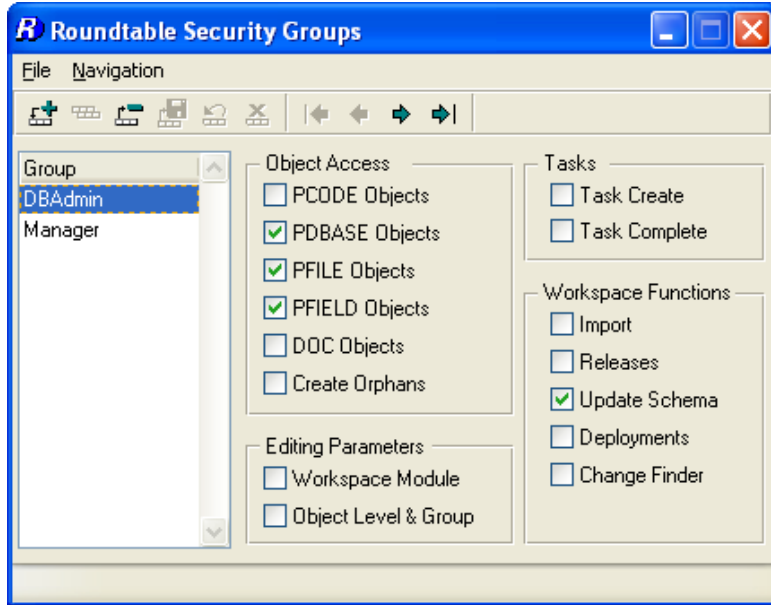 R Roundtable Security Groups
File Navigation
Group
DBAdmin
Manager
Object Access
PCODE Objects
PDBASE Objects
PFILE Objects
PFIELD Objects
DOC Objects
Create Orphans
Editing Parameters
Workspace Module
Object Level & Group
Tasks
Task Create
Task Complete
Workspace Functions
Import
Releases
Update Schema
Deployments
Change Finder